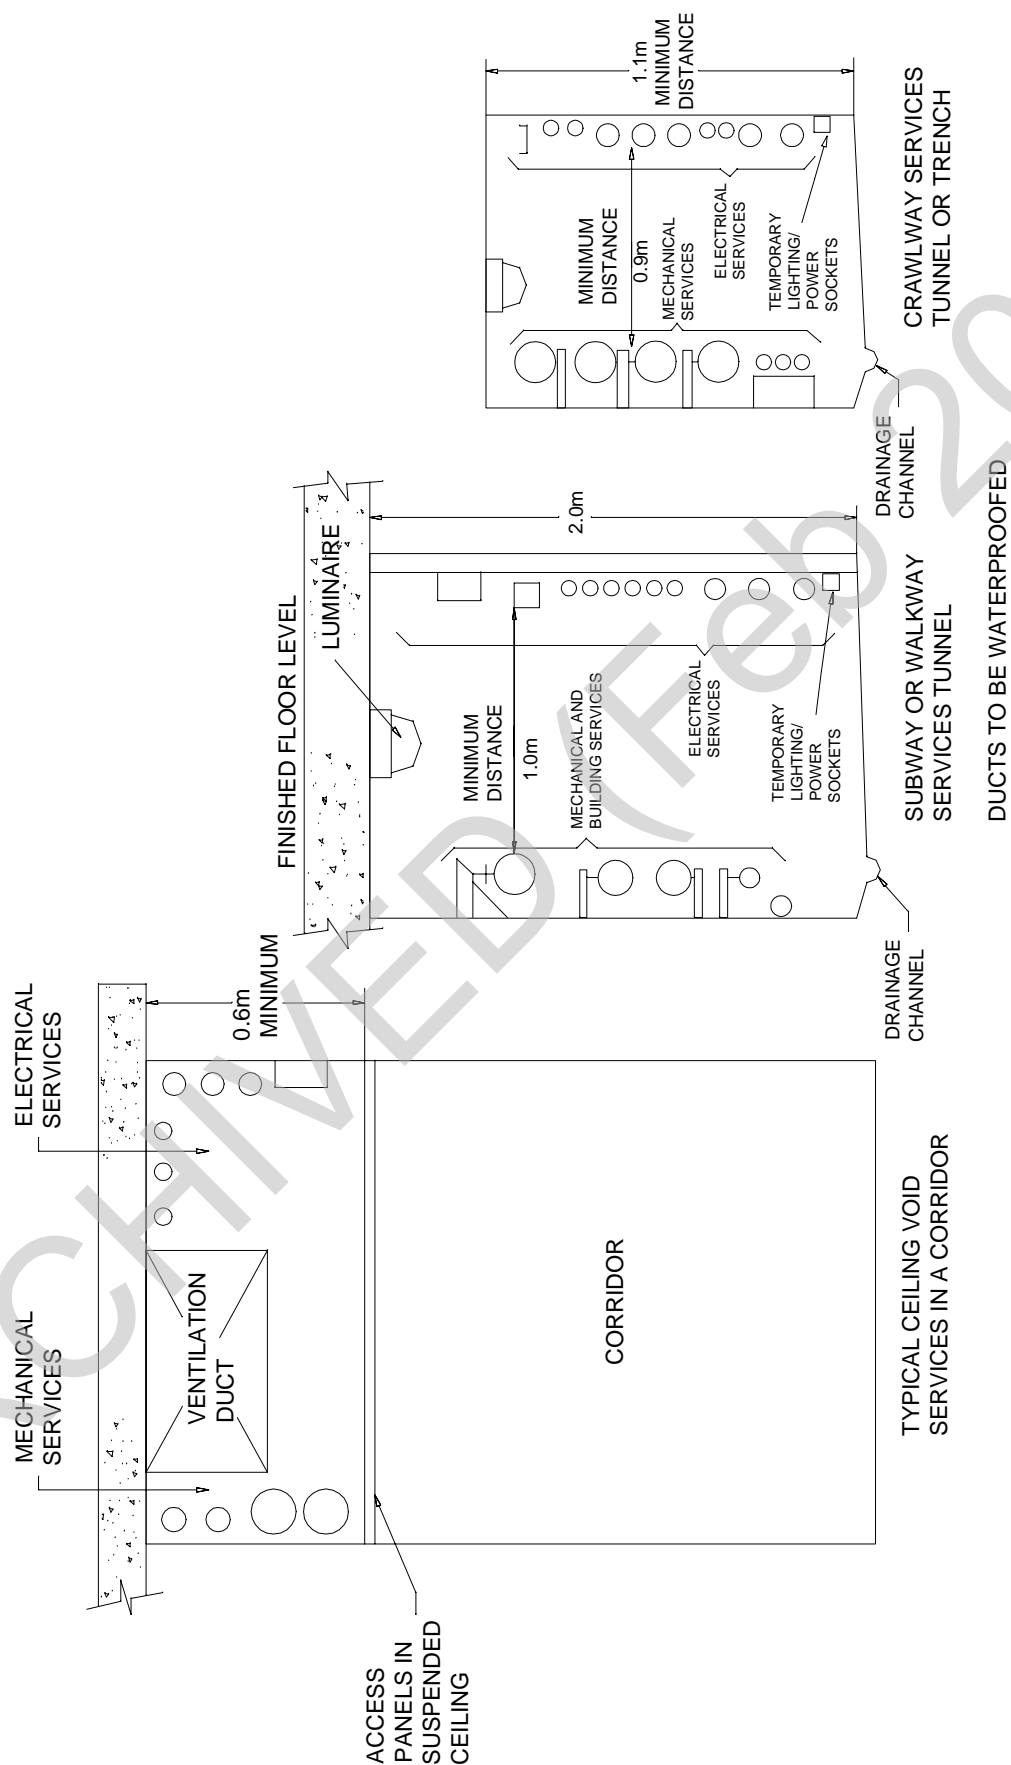 MECHANICAL
SERVICES
ELECTRICAL
SERVICES
VENTILATION
DUCT
0.6m
MINIMUM
ACCESS
PANELS IN
SUSPENDED
CEILING
CORRIDOR
TYPICAL CEILING VOID
SERVICES IN A CORRIDOR
FINISHED FLOOR LEVEL
LUMINAIRE
MINIMUM
DISTANCE
1.0m
2.0m
MECHANICAL AND
BUILDING SERVICES
ELECTRICAL
SERVICES
TEMPORARY
LIGHTING/
POWER
SOCKETS
DRAINAGE
CHANNEL
SUBWAY OR WALKWAY
SERVICES TUNNEL
DUCTS TO BE WATERPROOFED
1.1m
MINIMUM
DISTANCE
MINIMUM
DISTANCE
0.9m
MECHANICAL
SERVICES
ELECTRICAL
SERVICES
TEMPORARY
LIGHTING/
POWER
SOCKETS
DRAINAGE
CHANNEL
CRAWLWAY SERVICES
TUNNEL OR TRENCH
CHIVED (Feb 20